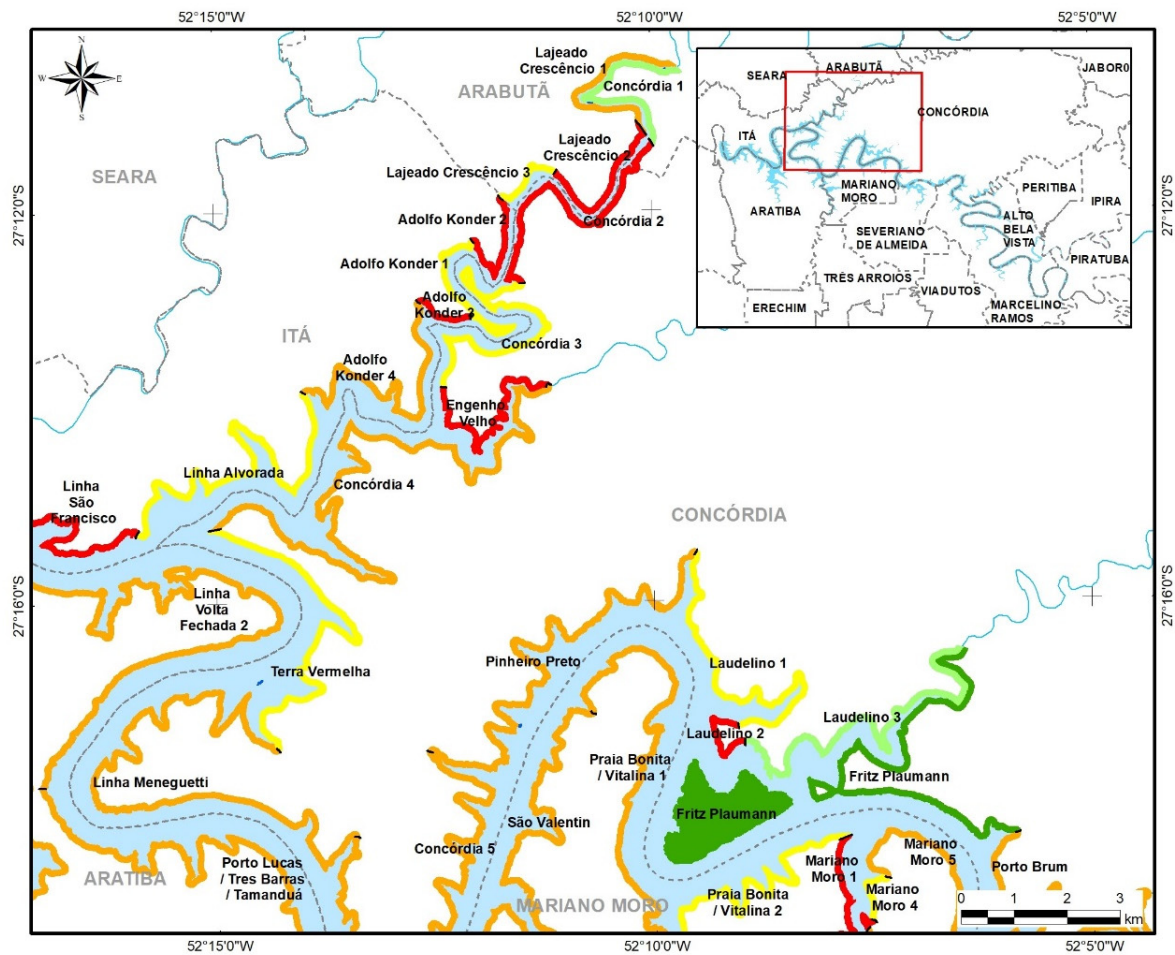 52°15'0"W
52°10'0"W
52°5'0"W
N
W
E
S
Lajeado
Crescêncio 1
Concórdia 1
ARABUTÃ
SEARA
ARABUTÃ
JABOR0
CONCÓRDIA
ITÁ
MARIANO
MORO
PERITIBA
IPIRA
ARATIBA
SEVERIANO
DE ALMEIDA
ALTO
BELA
VISTA
PIRATUBA
TRÊS ARROIOS
VIADUTOS
ERECHIM
MARCELINO
RAMOS
Lajeado
Crescêncio 2
SEARA
Lajeado Crescêncio 3
27°12'0"S
27°12'0"S
Adolfo Konder 2
Concórdia 2
Adolfo Konder 1
Adolfo
Konder 3
ITÁ
Concórdia 3
Adolfo
Konder 4
Engenho
Velho
Linha Alvorada
Linha
São
Francisco
Concórdia 4
CONCÓRDIA
27°16'0"S
27°16'0"S
Linha
Volta
Fechada 2
Terra Vermelha
Pinheiro Preto
Laudelino 1
Laudelino 2
Laudelino 3
Praia Bonita
/ Vitalina 1
Linha Meneguetti
Fritz Plaumann
Fritz Plaumann
São Valentin
Concórdia 5
Mariano
Moro 5
Porto Lucas
/ Tres Barras
/ Tamanduá
Mariano
Moro 1
Porto Brum
ARATIBA
Praia Bonita
/ Vitalina 2
Mariano
Moro 4
MARIANO MORO
0 1 2 3
km
52°15'0"W
52°10'0"W
52°5'0"W